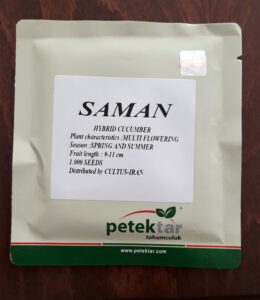 SAMAN
HYBRID CUCUMBER
Plant characteristics :MULTI FLOWERING
Season :SPRING AND SUMMER
Fruit length : 9-11 cm
1.000 SEEDS
Distributed by CULTUS-IRAN
petektar
tohumculuk
www.petektar.com